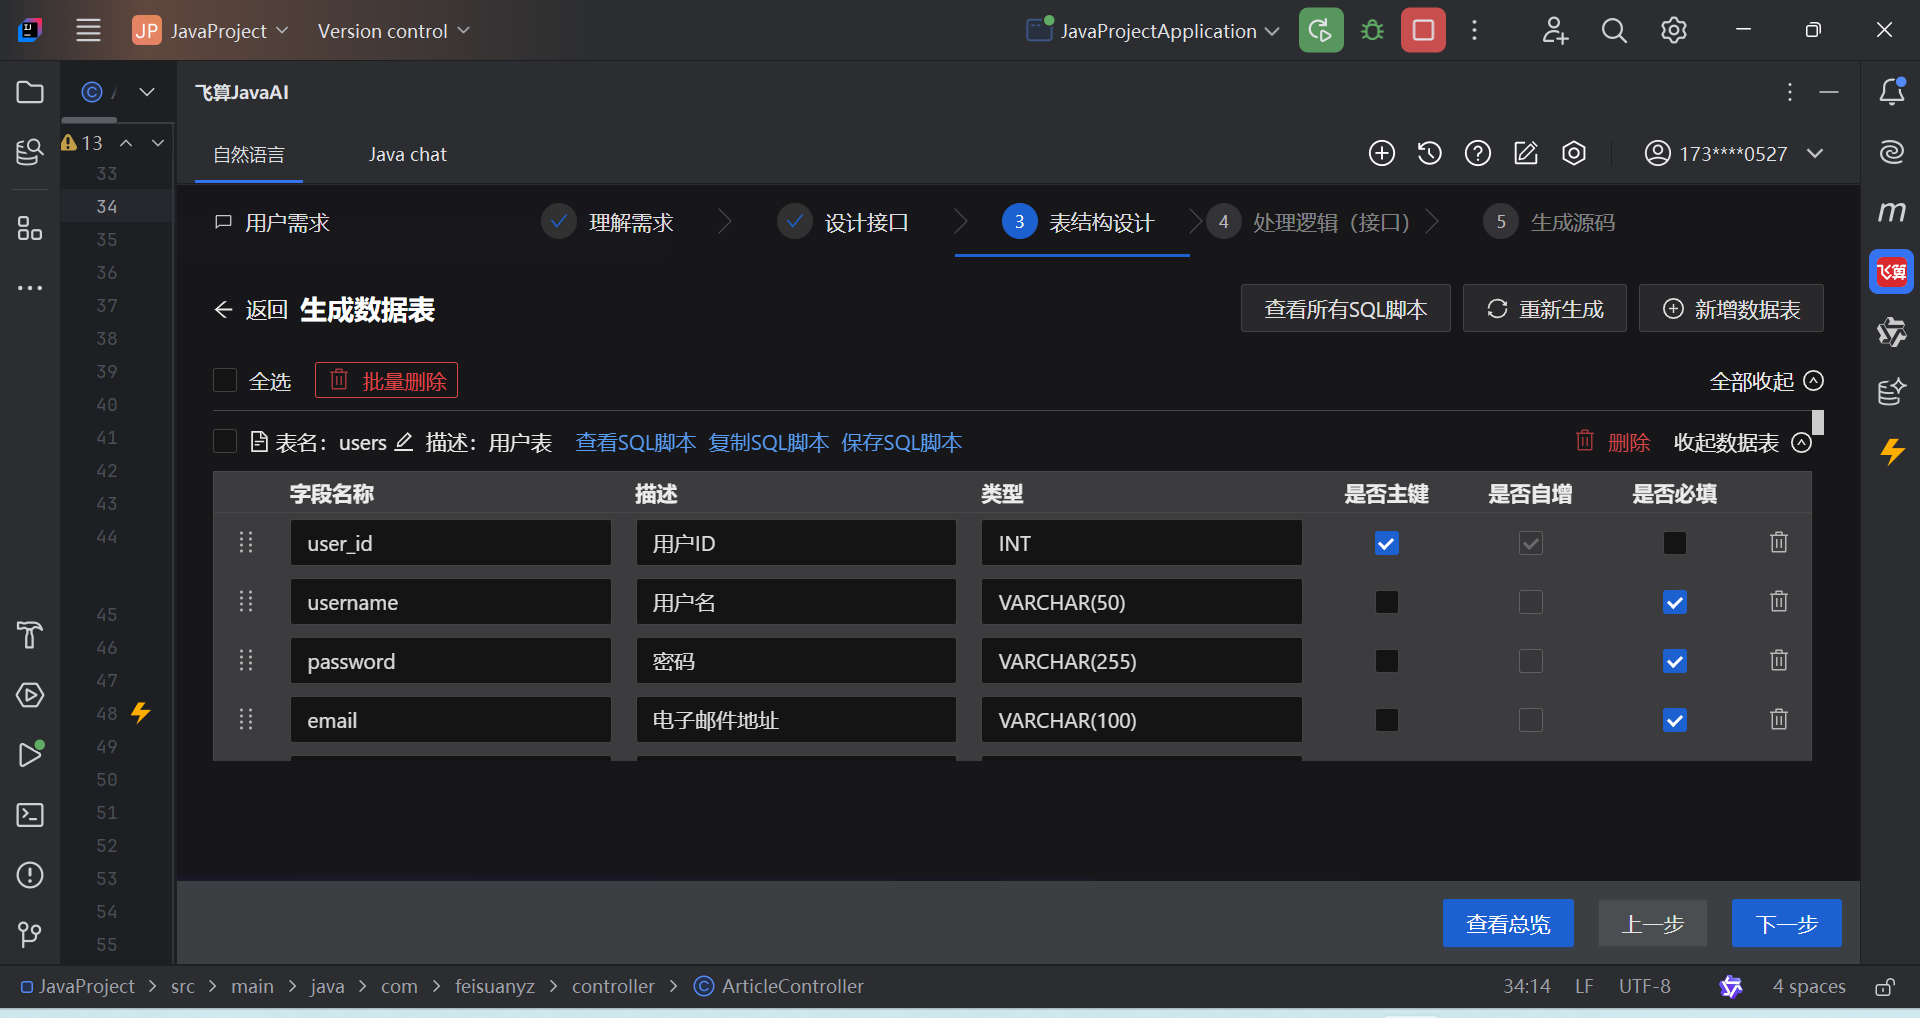 JP JavaProject Version control JavaProjectApplication
飞算JavaAI
13
自然语言 Java chat 173****0527
用户需求 理解需求 设计接口 3 表结构设计 4 处理逻辑（接口） 5 生成源码
返回 生成数据表 查看所有SQL脚本 重新生成 新增数据表
全选 批量删除 全部收起
表名： users 描述： 用户表 查看SQL脚本 复制SQL脚本 保存SQL脚本 删除 收起数据表
字段名称 描述 类型 是否主键 是否自增 是否必填
user_id 用户ID INT
username 用户名 VARCHAR(50)
password 密码 VARCHAR(255)
email 电子邮件地址 VARCHAR(100)
查看总览 上一步 下一步
33
34
35
36
37
38
39
40
41
42
43
44
45
46
47
48
49
50
51
52
53
54
55
m
飞算
JavaProject > src > main > java > com > feisuanyz > controller > ArticleController 34:14 LF UTF-8 4 spaces